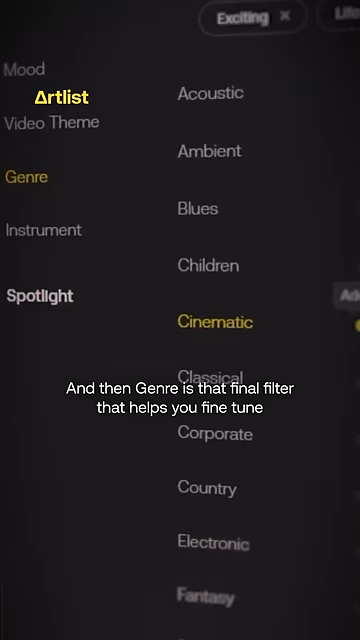 Exciting ×
Mood
Artlist
Video Theme
Genre
Instrument
Spotlight
Acoustic
Ambient
Blues
Children
Cinematic
Classical
And then Genre is that final filter
that helps you fine tune
Corporate
Country
Electronic
Fantasy